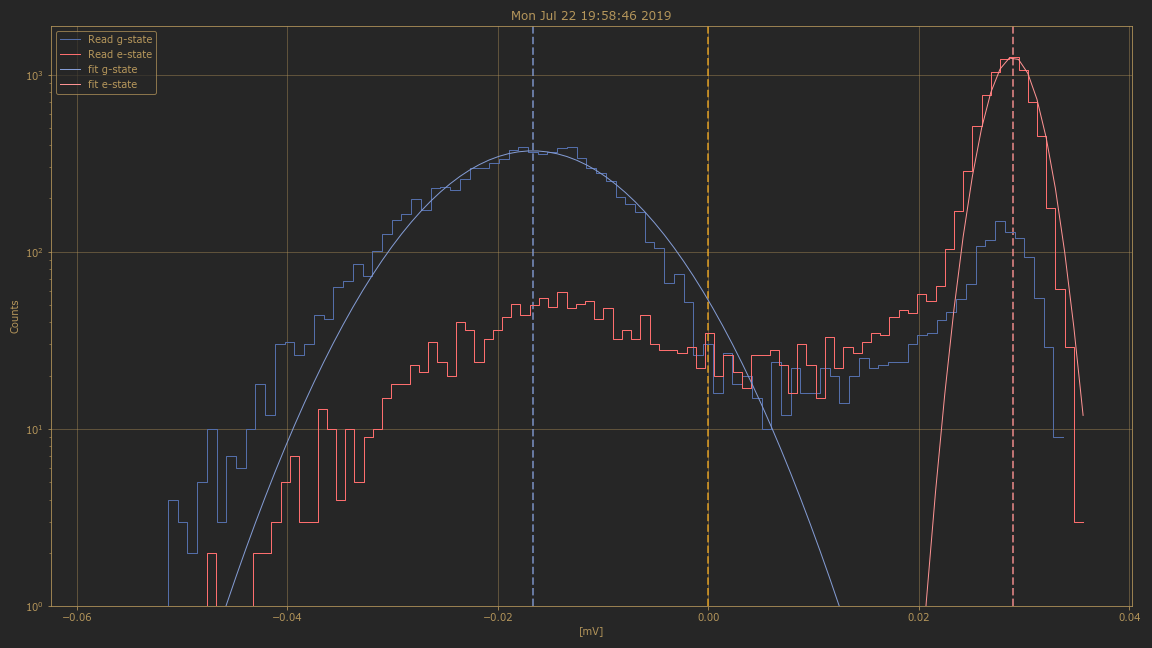 Mon Jul 22 19:58:46 2019
Read g-state
Read e-state
fit g-state
fit e-state
10³
10²
10¹
10⁰
Counts
−0.06
−0.04
−0.02
0.00
0.02
0.04
[mV]